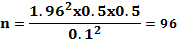 n = 1.96²x0.5x0.5 / 0.1² = 96